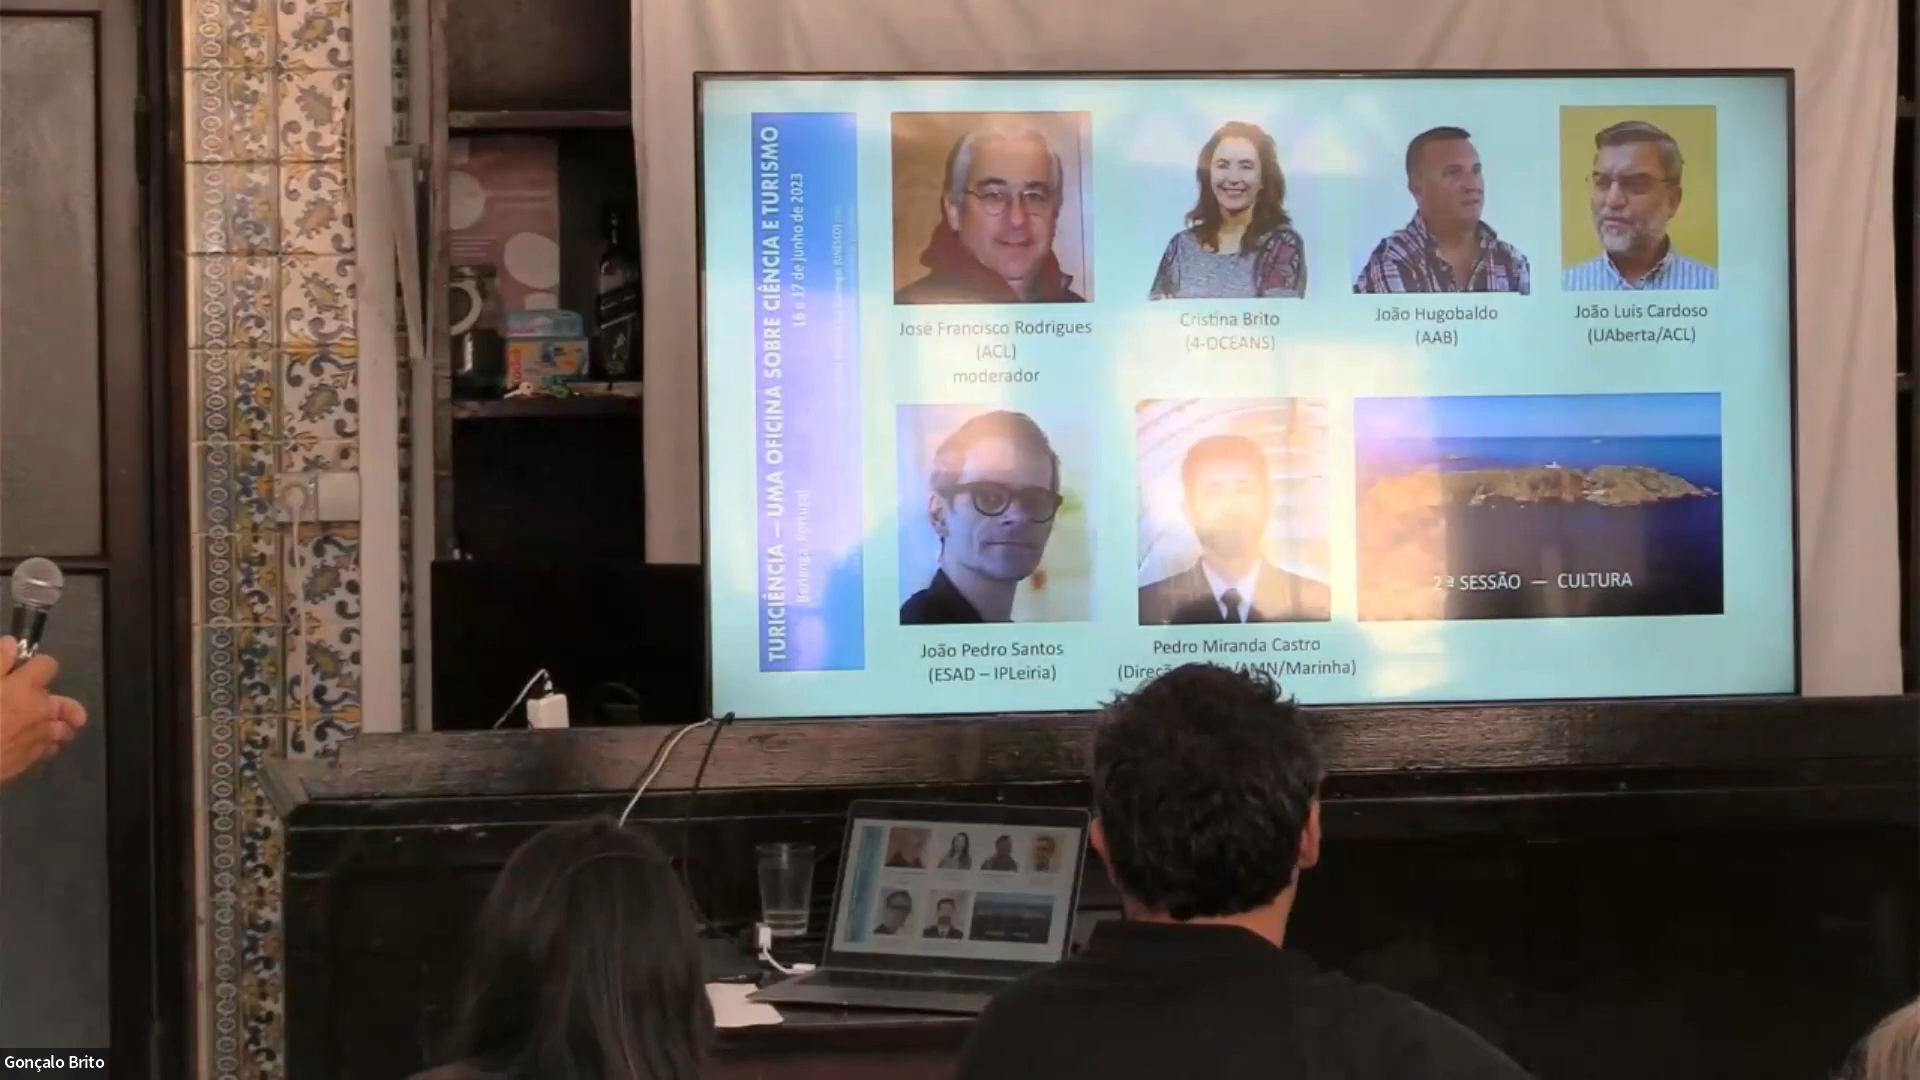 TURICIÊNCIA – UMA OFICINA SOBRE CIÊNCIA E TURISMO
16 e 17 de junho de 2023
Berlenga, Portugal
José Francisco Rodrigues
(ACL)
moderador
Cristina Brito
(4-OCEANS)
João Hugobaldo
(AAB)
João Luís Cardoso
(UAberta/ACL)
João Pedro Santos
(ESAD – IPLeiria)
Pedro Miranda Castro
/AMN/Marinha)
2ª SESSÃO — CULTURA
Gonçalo Brito